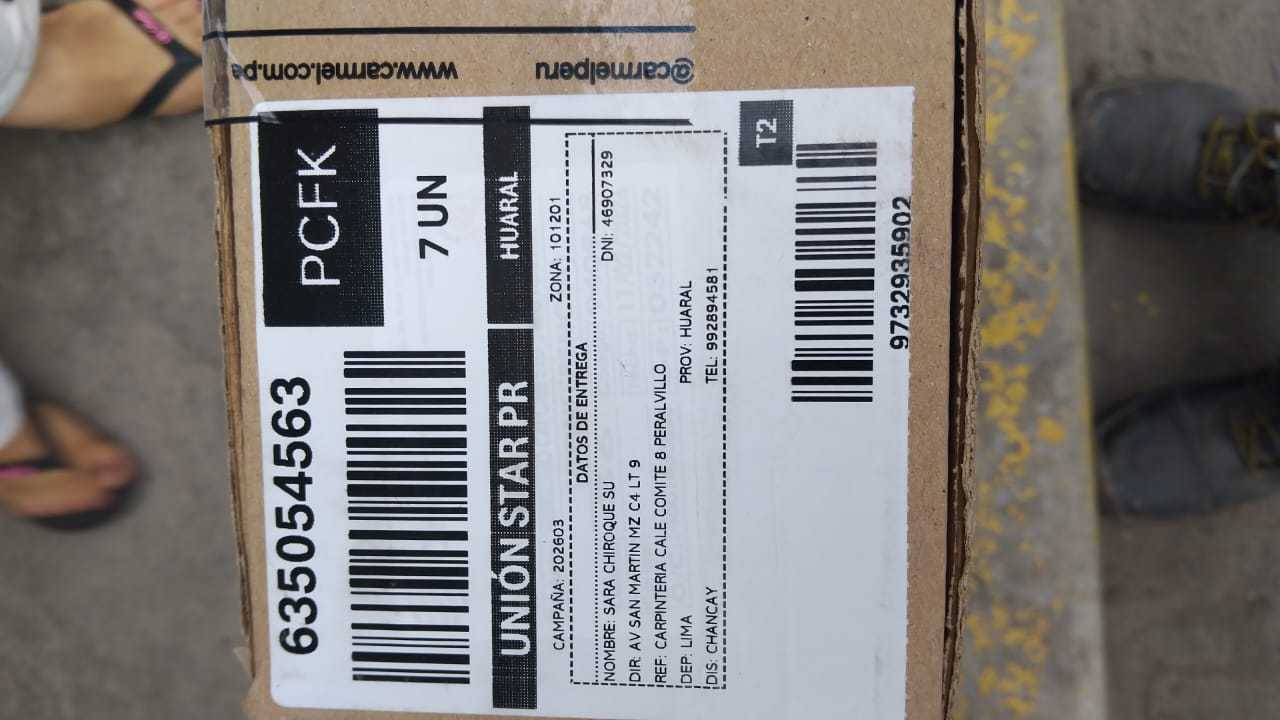 @carmelperu
www.carmel.com.pe
635054563
PCFK
7 UN
UNIÓN STAR PR
HUARAL
CAMPAÑA: 202603 ZONA: 101201
DATOS DE ENTREGA
NOMBRE: SARA CHIROQUE SU DNI: 46907329
DIR: AV SAN MARTIN MZ C4 LT 9
REF: CARPINTERIA CALE COMITE 8 PERALVILLO
DEP: LIMA PROV: HUARAL
DIS: CHANCAY TEL: 992894581
T2
9732935902